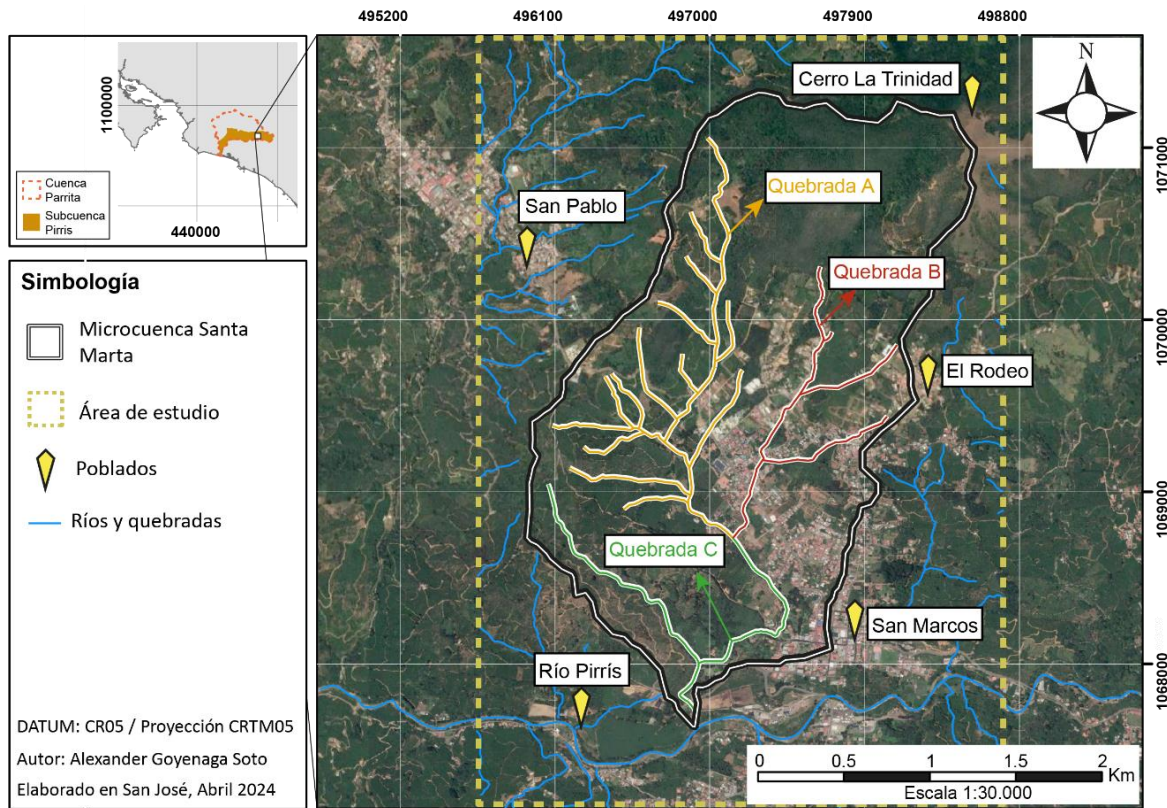 495200 496100 497000 497900 498800
1100000
Cuenca
Parrita
Subcuenca
Pirris
440000
Simbología
Microcuenca Santa
Marta
Área de estudio
Poblados
Ríos y quebradas
DATUM: CR05 / Proyección CRTM05
Autor: Alexander Goyenaga Soto
Elaborado en San José, Abril 2024
Cerro La Trinidad
N
Quebrada A
San Pablo
Quebrada B
El Rodeo
Quebrada C
San Marcos
Río Pirrís
1071000
1070000
1069000
1068000
0 0.5 1 1.5 2
Km
Escala 1:30.000